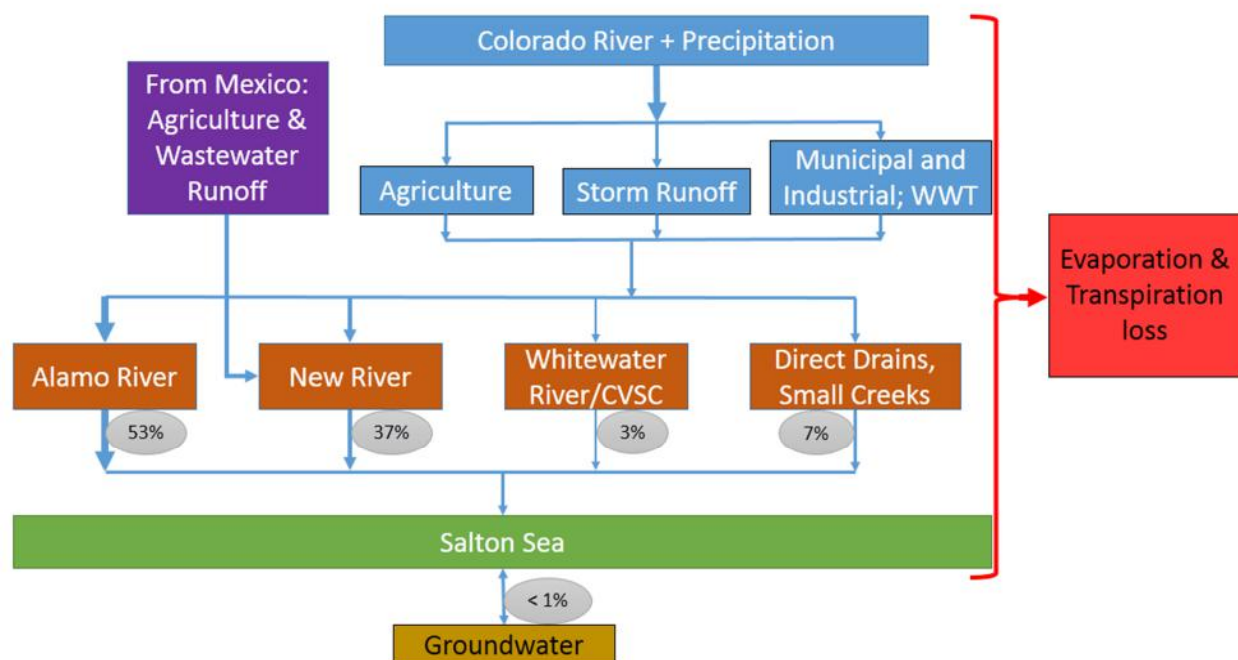 Colorado River + Precipitation
From Mexico:
Agriculture &
Wastewater
Runoff
Agriculture
Storm Runoff
Municipal and
Industrial; WWT
Evaporation &
Transpiration
loss
Alamo River
New River
Whitewater
River/CVSC
Direct Drains,
Small Creeks
53%
37%
3%
7%
Salton Sea
< 1%
Groundwater